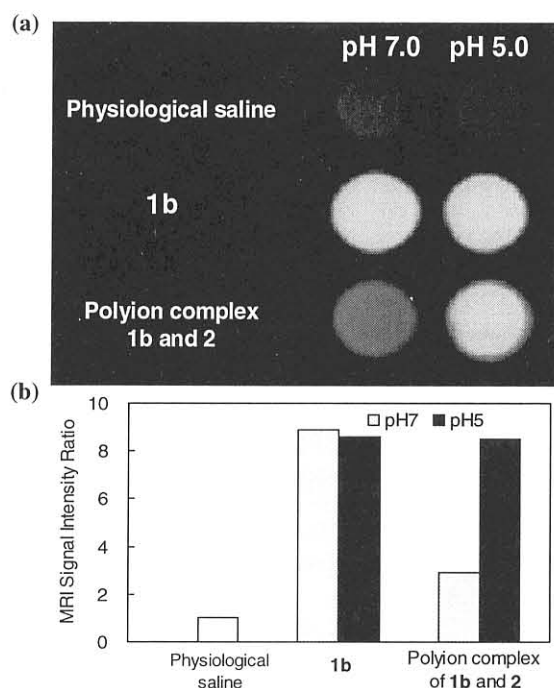 (a)
pH 7.0 pH 5.0
Physiological saline
1b
Polyion complex
1b and 2
(b)
MRI Signal Intensity Ratio
10
8
6
4
2
0
pH7 pH5
Physiological
saline
1b
Polyion complex
of 1b and 2